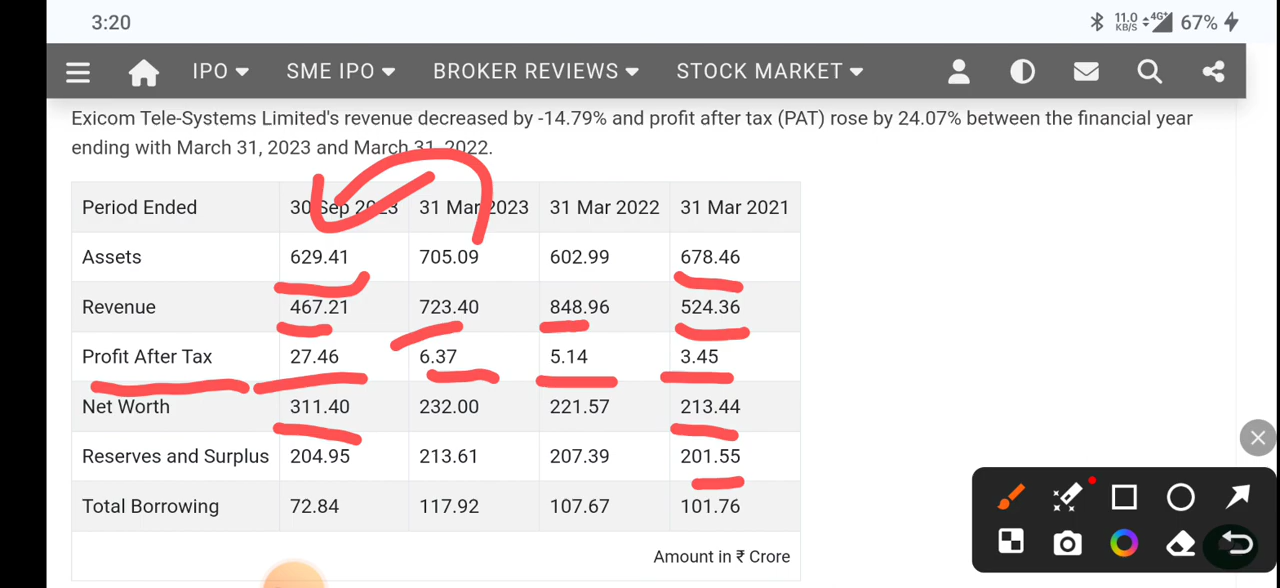 3:20
11.0 KB/S 4G+ 67%
IPO SME IPO BROKER REVIEWS STOCK MARKET
Exicom Tele-Systems Limited's revenue decreased by -14.79% and profit after tax (PAT) rose by 24.07% between the financial year
ending with March 31, 2023 and March 31, 2022.
Period Ended 30 Sep 2023 31 Mar 2023 31 Mar 2022 31 Mar 2021
Assets 629.41 705.09 602.99 678.46
Revenue 467.21 723.40 848.96 524.36
Profit After Tax 27.46 6.37 5.14 3.45
Net Worth 311.40 232.00 221.57 213.44
Reserves and Surplus 204.95 213.61 207.39 201.55
Total Borrowing 72.84 117.92 107.67 101.76
Amount in ₹ Crore